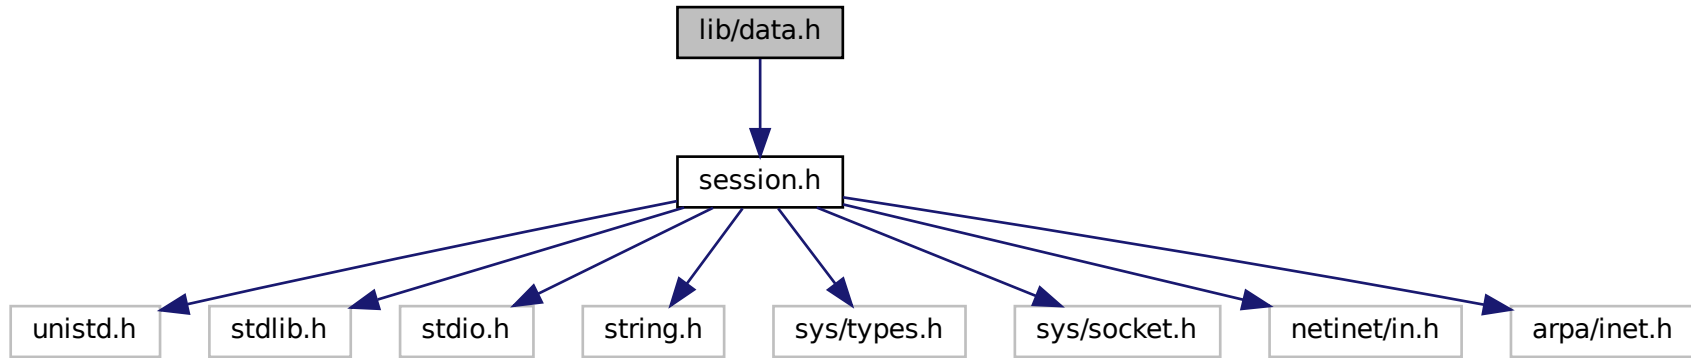 lib/data.h
session.h
unistd.h
stdlib.h
stdio.h
string.h
sys/types.h
sys/socket.h
netinet/in.h
arpa/inet.h